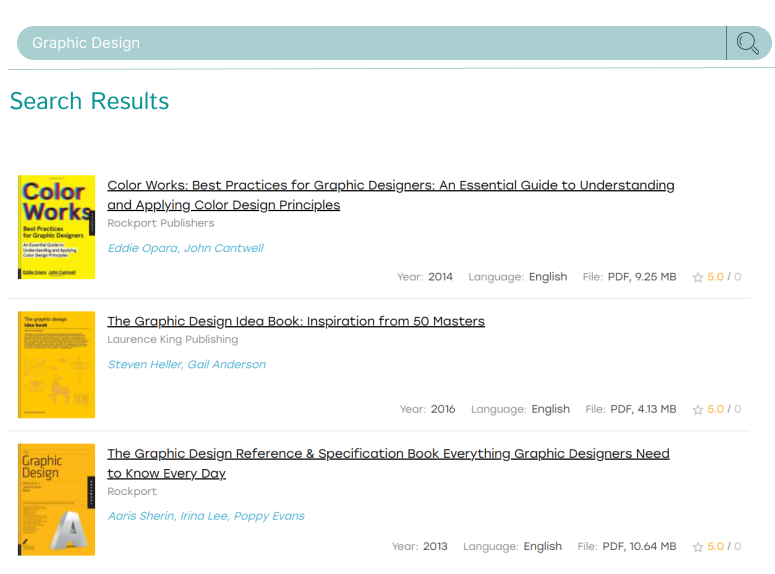 Graphic Design
Search Results
Color
Works
Best Practices
for Graphic Designers
An Essential Guide to
Understanding and Applying
Color Design Principles
Eddie Opara John Cantwell
Color Works: Best Practices for Graphic Designers: An Essential Guide to Understanding
and Applying Color Design Principles
Rockport Publishers
Eddie Opara, John Cantwell
Year: 2014 Language: English File: PDF, 9.25 MB 5.0 / 0
The graphic design
idea book
The Graphic Design Idea Book: Inspiration from 50 Masters
Laurence King Publishing
Steven Heller, Gail Anderson
Year: 2016 Language: English File: PDF, 4.13 MB 5.0 / 0
Graphic
Design
The Graphic Design Reference & Specification Book Everything Graphic Designers Need
to Know Every Day
Rockport
Aaris Sherin, Irina Lee, Poppy Evans
Year: 2013 Language: English File: PDF, 10.64 MB 5.0 / 0